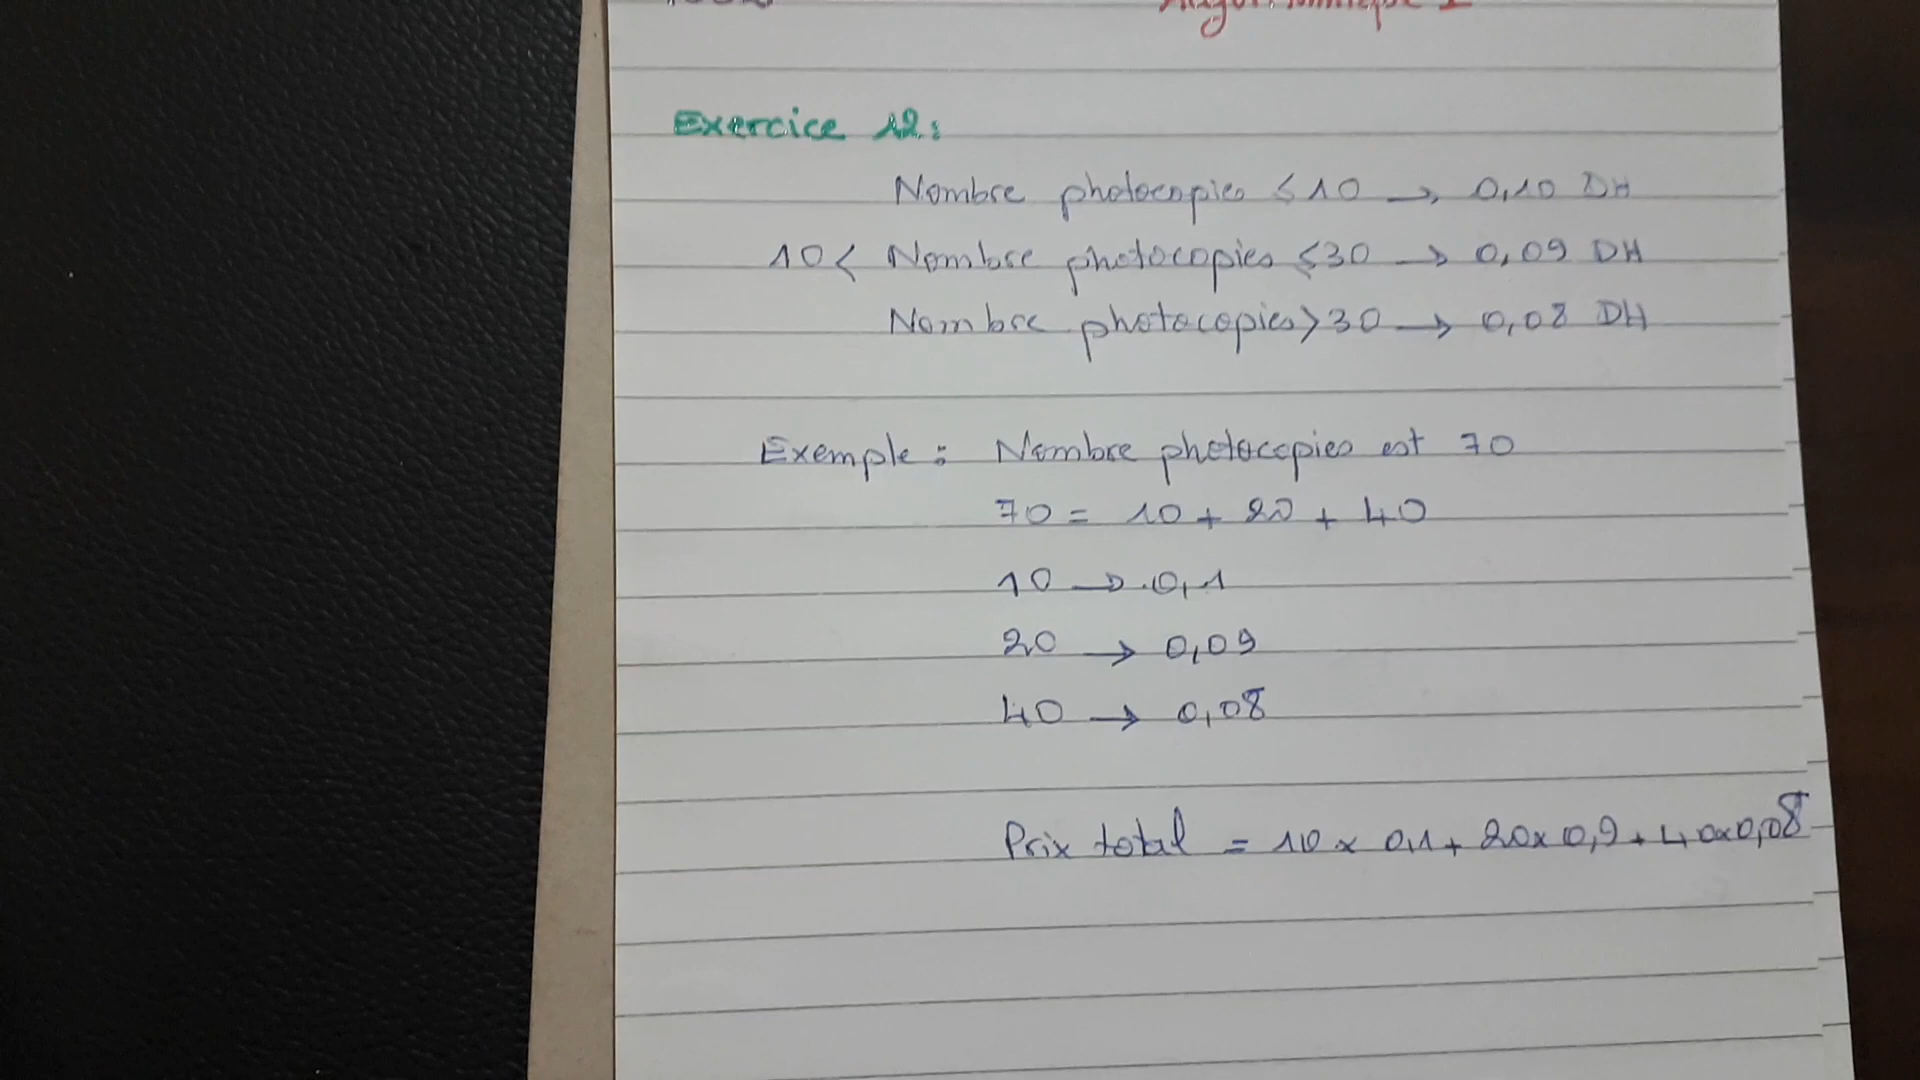 Exercice 12:
Nombre photocopies ≤ 10 → 0,10 DH
10 < Nombre photocopies ≤ 30 → 0,09 DH
Nombre photocopies > 30 → 0,08 DH
Exemple : Nombre photocopies est 70
70 = 10 + 20 + 40
10 → 0,1
20 → 0,09
40 → 0,08
Prix total = 10 x 0,1 + 20 x 0,9 + 40 x 0,08